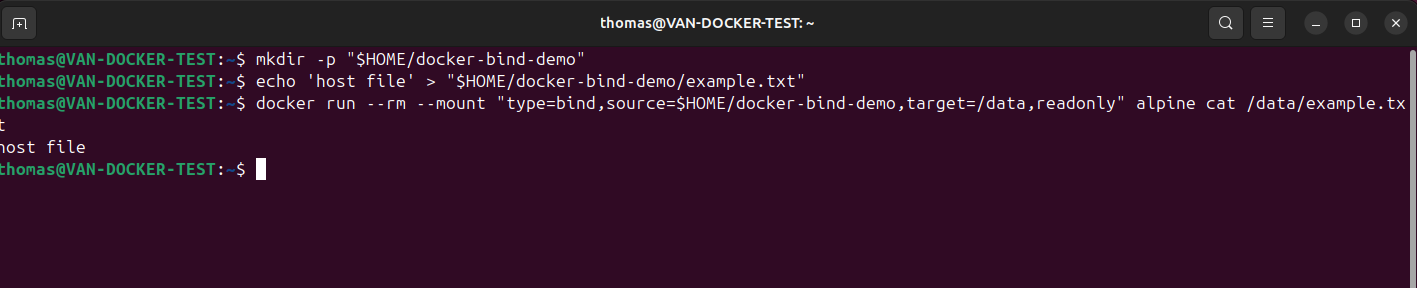 thomas@VAN-DOCKER-TEST: ~
thomas@VAN-DOCKER-TEST:~$ mkdir -p "$HOME/docker-bind-demo"
thomas@VAN-DOCKER-TEST:~$ echo 'host file' > "$HOME/docker-bind-demo/example.txt"
thomas@VAN-DOCKER-TEST:~$ docker run --rm --mount "type=bind,source=$HOME/docker-bind-demo,target=/data,readonly" alpine cat /data/example.tx
t
host file
thomas@VAN-DOCKER-TEST:~$